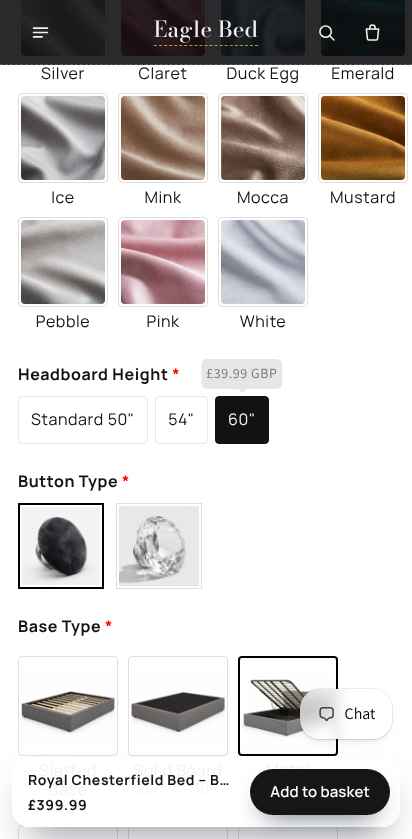 Eagle Bed
Silver
Claret
Duck Egg
Emerald
Ice
Mink
Mocca
Mustard
Pebble
Pink
White
Headboard Height *
£39.99 GBP
Standard 50"
54"
60"
Button Type *
Base Type *
Chat
Royal Chesterfield Bed – B...
£399.99
Add to basket